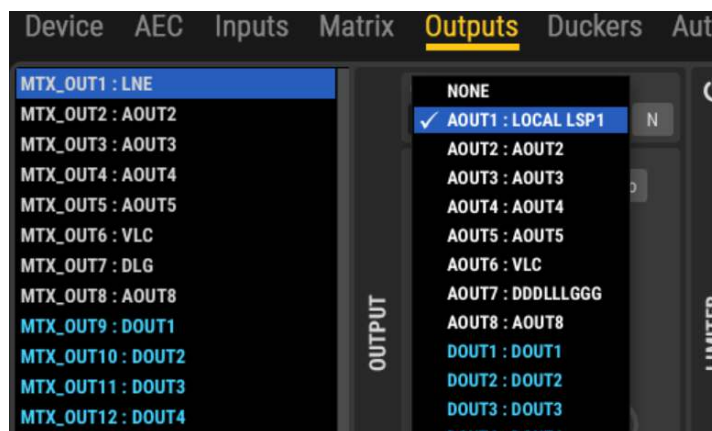 Device AEC Inputs Matrix Outputs Duckers
MTX_OUT1 : LNE
MTX_OUT2 : AOUT2
MTX_OUT3 : AOUT3
MTX_OUT4 : AOUT4
MTX_OUT5 : AOUT5
MTX_OUT6 : VLC
MTX_OUT7 : DLG
MTX_OUT8 : AOUT8
MTX_OUT9 : DOUT1
MTX_OUT10 : DOUT2
MTX_OUT11 : DOUT3
MTX_OUT12 : DOUT4
OUTPUT
NONE
✓ AOUT1 : LOCAL LSP1
AOUT2 : AOUT2
AOUT3 : AOUT3
AOUT4 : AOUT4
AOUT5 : AOUT5
AOUT6 : VLC
AOUT7 : DDDLLLGGG
AOUT8 : AOUT8
DOUT1 : DOUT1
DOUT2 : DOUT2
DOUT3 : DOUT3
N